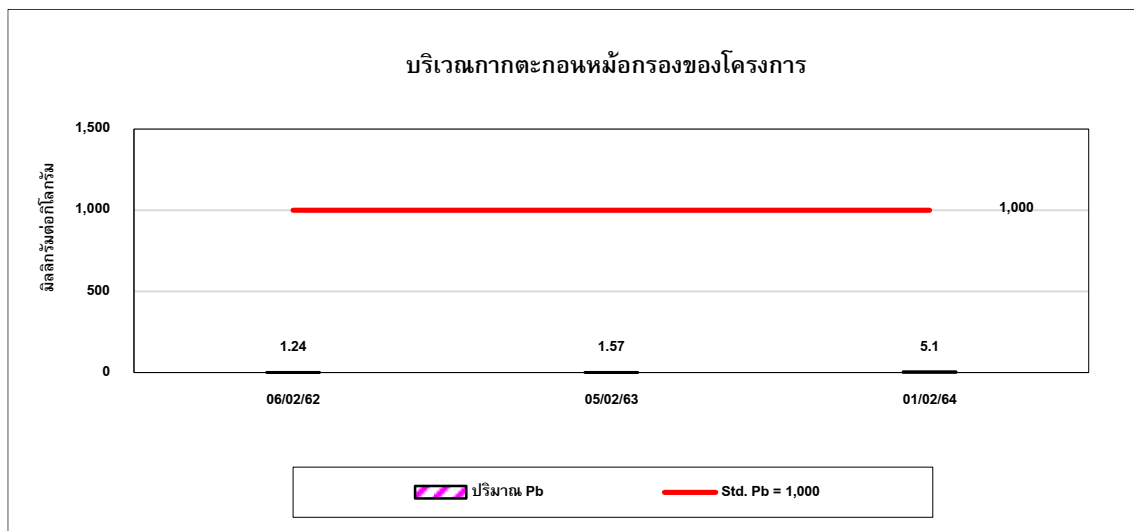 บริเวณกากตะกอนหม้อกรองของโครงการ
มิลลิกรัมต่อกิโลกรัม
1,500
1,000
1,000
500
1.24
1.57
5.1
0
06/02/62
05/02/63
01/02/64
ปริมาณ Pb
Std. Pb = 1,000